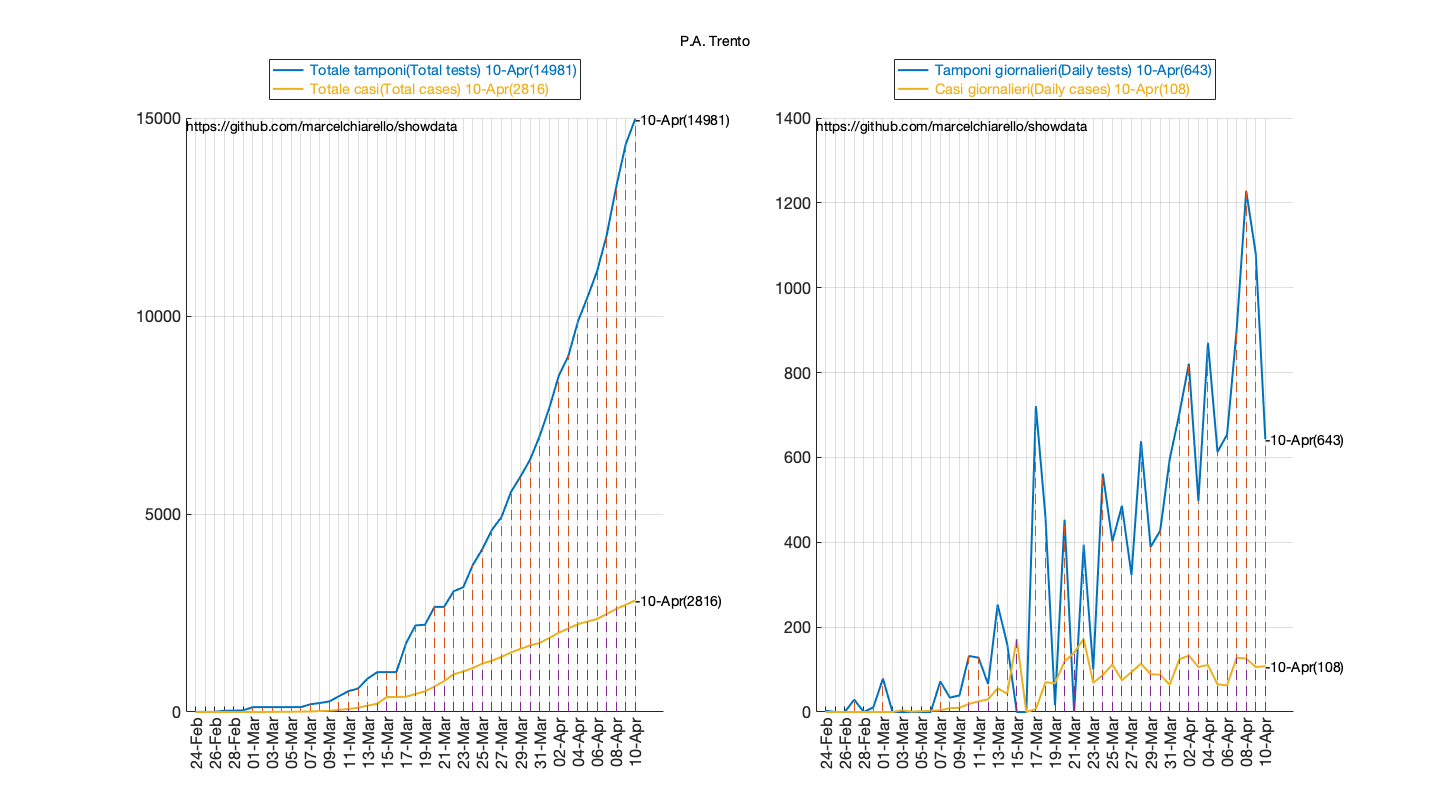 P.A. Trento
Totale tamponi(Total tests) 10-Apr(14981)
Totale casi(Total cases) 10-Apr(2816)
https://github.com/marcelchiarello/showdata
15000
10000
5000
0
10-Apr(14981)
10-Apr(2816)
24-Feb
26-Feb
28-Feb
01-Mar
03-Mar
05-Mar
07-Mar
09-Mar
11-Mar
13-Mar
15-Mar
17-Mar
19-Mar
21-Mar
23-Mar
25-Mar
27-Mar
29-Mar
31-Mar
02-Apr
04-Apr
06-Apr
08-Apr
10-Apr
Tamponi giornalieri(Daily tests) 10-Apr(643)
Casi giornalieri(Daily cases) 10-Apr(108)
https://github.com/marcelchiarello/showdata
1400
1200
1000
800
600
400
200
0
10-Apr(643)
10-Apr(108)
24-Feb
26-Feb
28-Feb
01-Mar
03-Mar
05-Mar
07-Mar
09-Mar
11-Mar
13-Mar
15-Mar
17-Mar
19-Mar
21-Mar
23-Mar
25-Mar
27-Mar
29-Mar
31-Mar
02-Apr
04-Apr
06-Apr
08-Apr
10-Apr